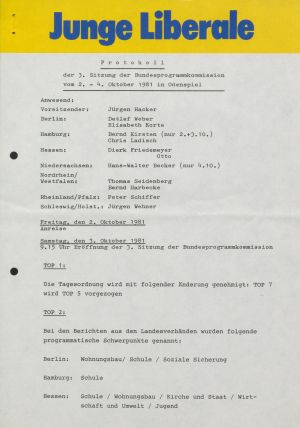 Junge Liberale
Protokoll
der 3. Sitzung der Bundesprogrammkommission
vom 2. - 4. Oktober 1981 in Odenspiel
Anwesend:
Vorsitzender: Jürgen Hacker
Berlin: Detlef Weber
Elisabeth Korte
Hamburg: Bernd Kirsten (nur 2.+3.10.)
Chris Ladisch
Hessen: Dierk Friedemeyer
Otto
Niedersachsen: Hans-Walter Becker (nur 4.10.)
Nordrhein/
Westfalen: Thomas Seidenberg
Bernd Harbecke
Rheinland/Pfalz: Peter Schiffer
Schleswig/Holst.: Jürgen Wehner
Freitag, den 2. Oktober 1981
Anreise
Samstag, den 3. Oktober 1981
9.15 Uhr Eröffnung der 3. Sitzung der Bundesprogrammkommission
TOP 1:
Die Tagesordnung wird mit folgender Änderung genehmigt: TOP 7
wird TOP 5 vorgezogen
TOP 2:
Bei den Berichten aus den Landesverbänden wurden folgende
programmatische Schwerpunkte genannt:
Berlin: Wohnungsbau/ Schule / Soziale Sicherung
Hamburg: Schule
Hessen: Schule / Wohnungsbau / Kirche und Staat / Wirt-
schaft und Umwelt / Jugend